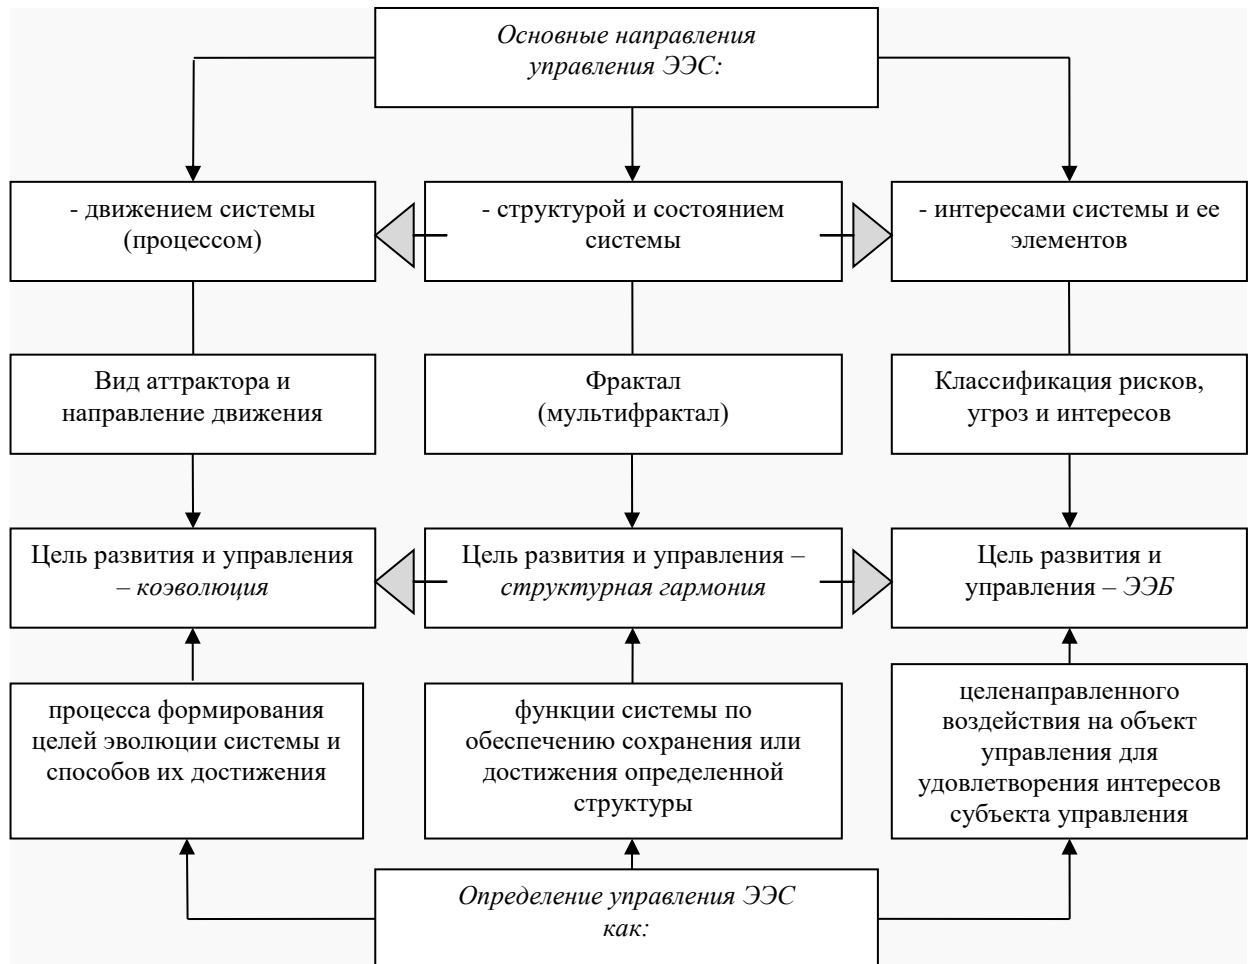 Основные направления
управления ЭЭС:
- движением системы
(процессом)
- структурой и состоянием
системы
- интересами системы и ее
элементов
Вид аттрактора и
направление движения
Фрактал
(мультифрактал)
Классификация рисков,
угроз и интересов
Цель развития и управления
– коэволюция
Цель развития и управления –
структурная гармония
Цель развития и
управления – ЭЭБ
процесса формирования
целей эволюции системы и
способов их достижения
функции системы по
обеспечению сохранения или
достижения определенной
структуры
целенаправленного
воздействия на объект
управления для
удовлетворения интересов
субъекта управления
Определение управления ЭЭС
как: